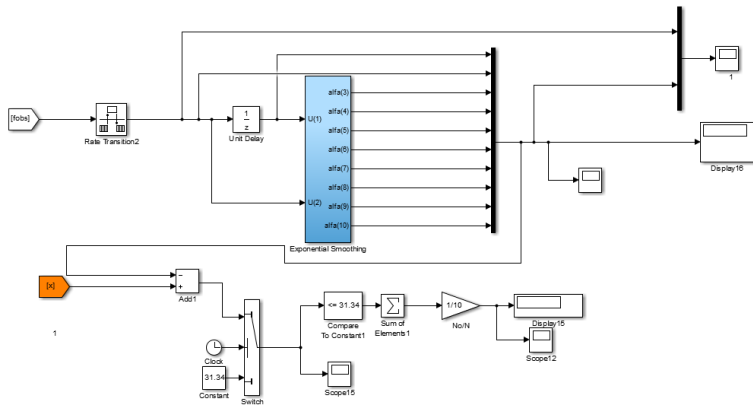 1
[fobs]
Rate Transition2
1
z
Unit Delay
U(1)
U(2)
alfa(3)
alfa(4)
alfa(5)
alfa(6)
alfa(7)
alfa(8)
alfa(9)
alfa(10)
Exponential Smoothing
Display16
[x]
Add1
1
Clock
31.34
Constant
Switch
<= 31.34
Compare
To Constant1
Sum of
Elements1
1/10
No/N
Display15
Scope12
Scope15